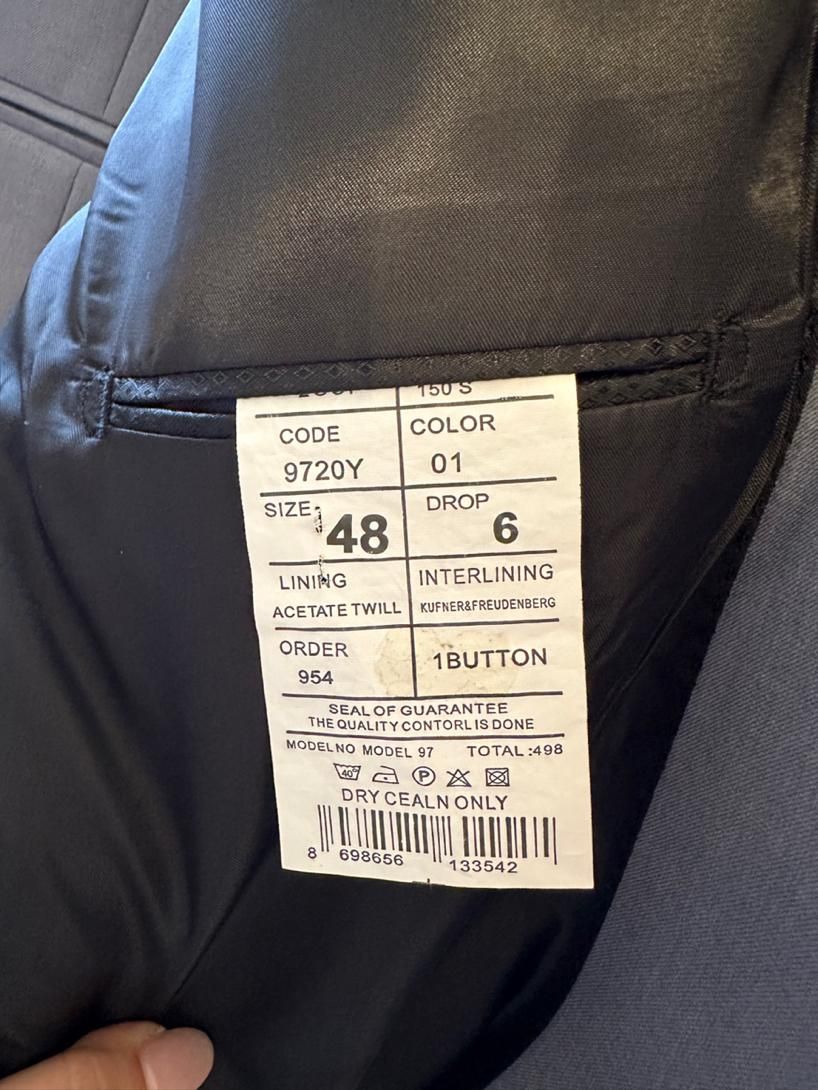 150 S
CODE COLOR
9720Y 01
SIZE: 48 DROP 6
LINING INTERLINING
ACETATE TWILL KUFNER&FREUDENBERG
ORDER 1BUTTON
954
SEAL OF GUARANTEE
THE QUALITY CONTORL IS DONE
MODEL NO MODEL 97 TOTAL :498
40° P
DRY CEALN ONLY
8 698656 133542